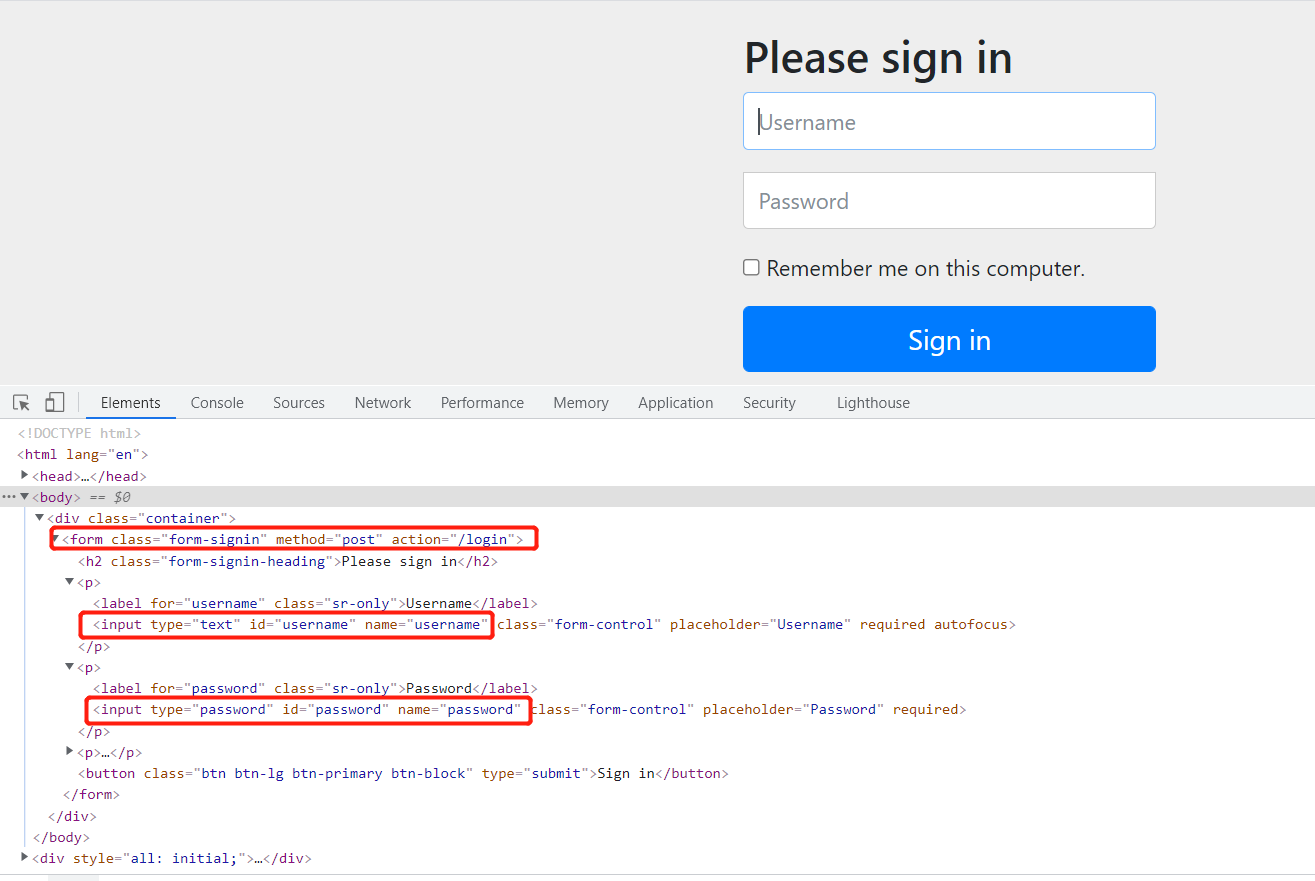 Please sign in
Username
Password
Remember me on this computer.
Sign in
Elements Console Sources Network Performance Memory Application Security Lighthouse
<!DOCTYPE html>
<html lang="en">
<head>…</head>
<body> == $0
<div class="container">
<form class="form-signin" method="post" action="/login">
<h2 class="form-signin-heading">Please sign in</h2>
<p>
<label for="username" class="sr-only">Username</label>
<input type="text" id="username" name="username" class="form-control" placeholder="Username" required autofocus>
</p>
<p>
<label for="password" class="sr-only">Password</label>
<input type="password" id="password" name="password" class="form-control" placeholder="Password" required>
</p>
<p>…</p>
<button class="btn btn-lg btn-primary btn-block" type="submit">Sign in</button>
</form>
</div>
</body>
<div style="all: initial;">…</div>